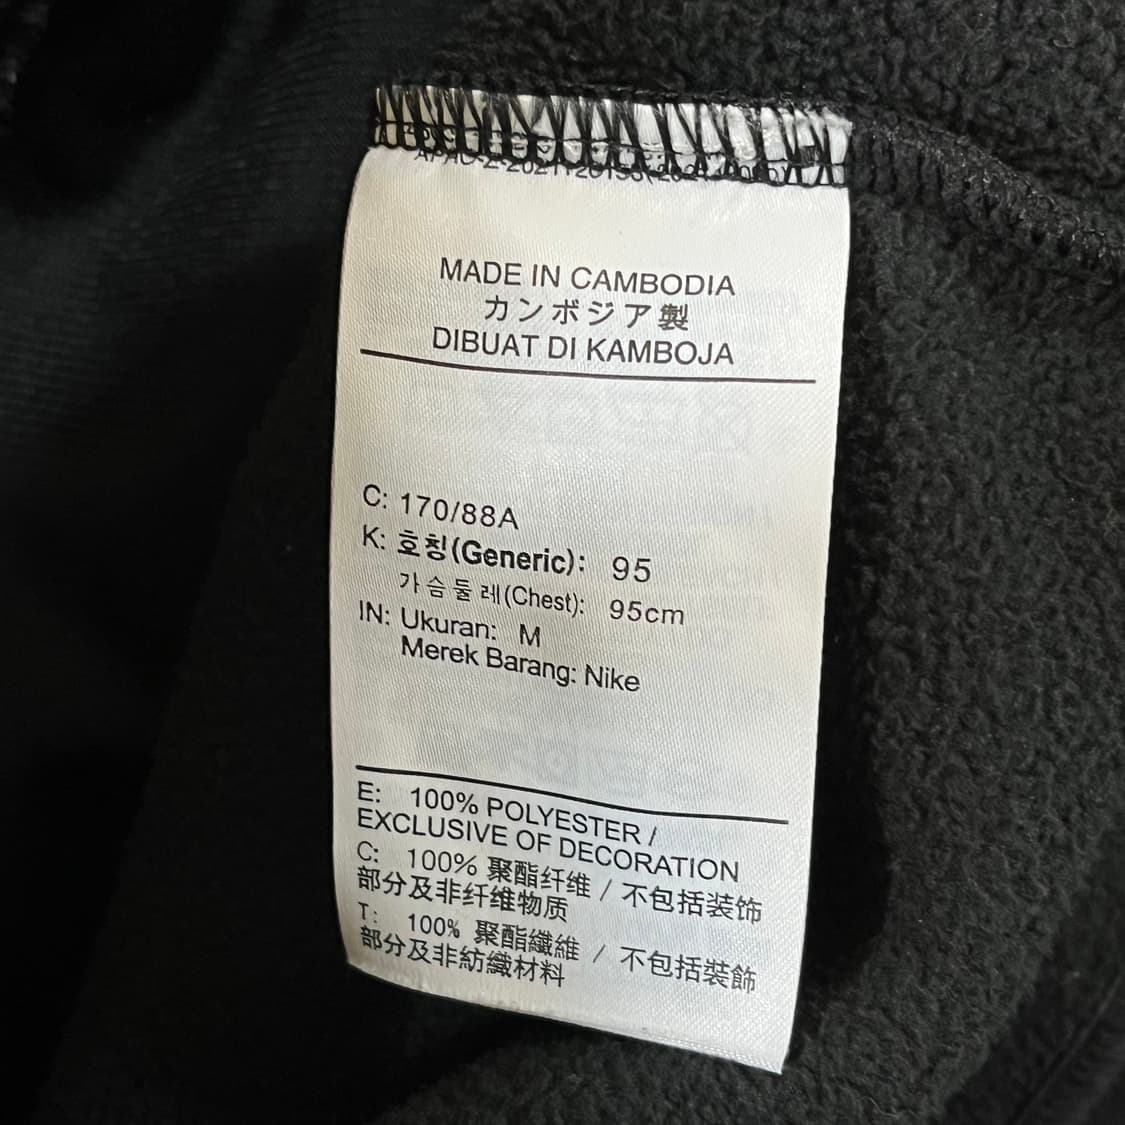 MADE IN CAMBODIA
カンボジア製
DIBUAT DI KAMBOJA
C: 170/88A
K: 호칭(Generic): 95
가슴둘레(Chest): 95cm
IN: Ukuran: M
Merek Barang: Nike
E: 100% POLYESTER /
EXCLUSIVE OF DECORATION
C: 100% 聚酯纤维 / 不包括装饰
部分及非纤维物质
T: 100% 聚酯纖維 / 不包括裝飾
部分及非紡織材料